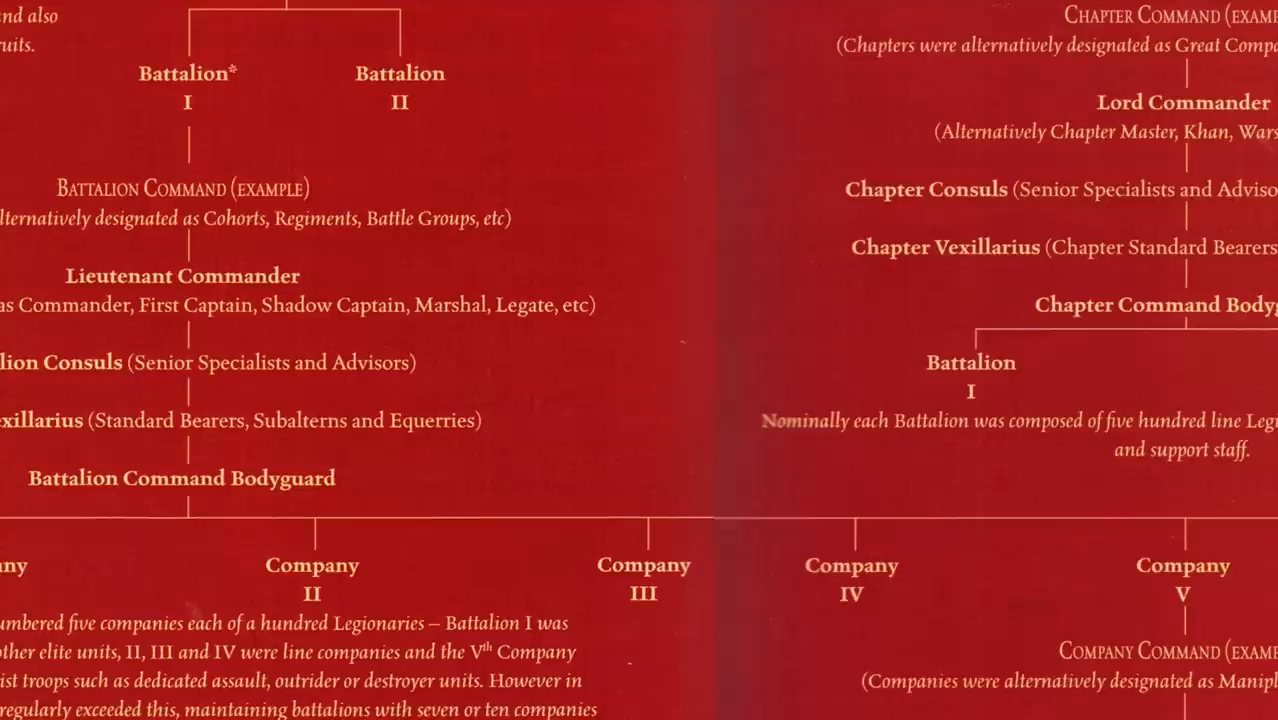 and also
ruits.
Battalion*
I
Battalion
II
BATTALION COMMAND (EXAMPLE)
lternatively designated as Cohorts, Regiments, Battle Groups, etc)
Lieutenant Commander
as Commander, First Captain, Shadow Captain, Marshal, Legate, etc)
lion Consuls (Senior Specialists and Advisors)
exillarius (Standard Bearers, Subalterns and Equerries)
Battalion Command Bodyguard
CHAPTER COMMAND (EXAMP
(Chapters were alternatively designated as Great Compa
Lord Commander
(Alternatively Chapter Master, Khan, Wars
Chapter Consuls (Senior Specialists and Adviso
Chapter Vexillarius (Chapter Standard Bearers
Chapter Command Bodyg
Battalion
I
Nominally each Battalion was composed of five hundred line Legi
and support staff.
any
Company
II
Company
III
Company
IV
Company
V
umbered five companies each of a hundred Legionaries – Battalion I was
other elite units, II, III and IV were line companies and the Vth Company
ist troops such as dedicated assault, outrider or destroyer units. However in
regularly exceeded this, maintaining battalions with seven or ten companies
COMPANY COMMAND (EXAMP
(Companies were alternatively designated as Manipl